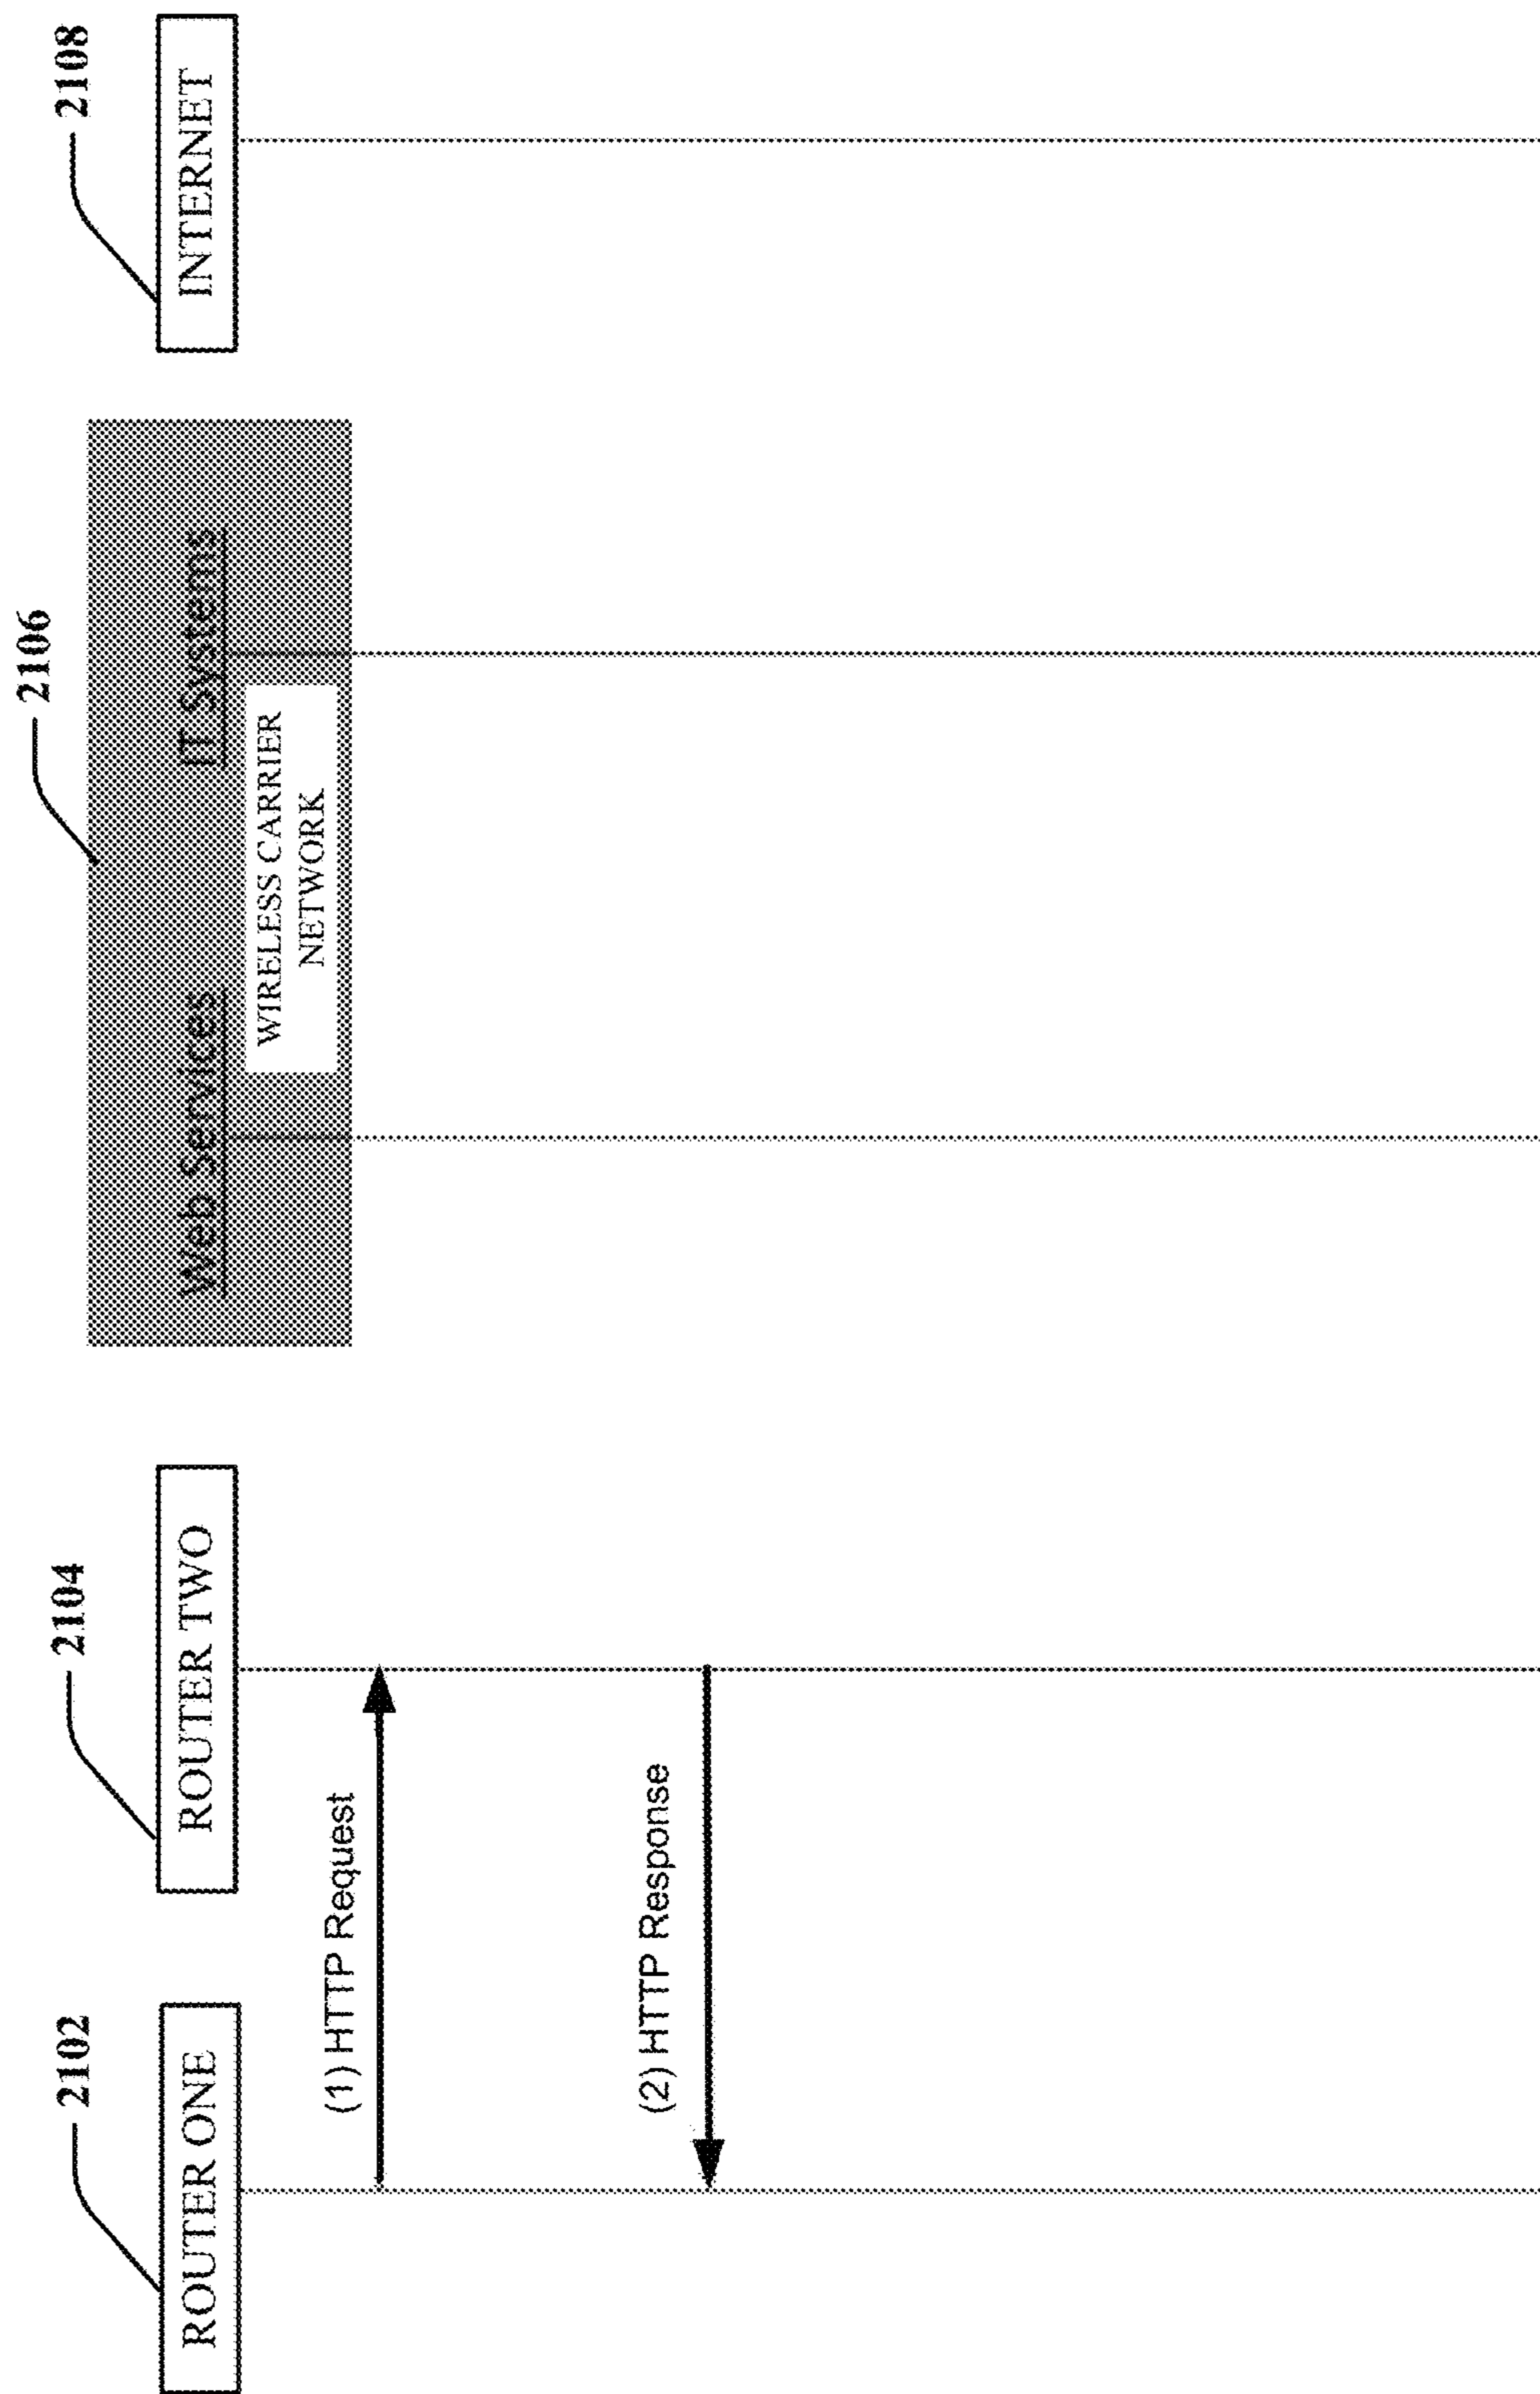 2102
2104
2106
2108
ROUTER ONE
ROUTER TWO
Web Services
IT Systems
INTERNET
WIRELESS CARRIER
NETWORK
(1) HTTP Request
(2) HTTP Response